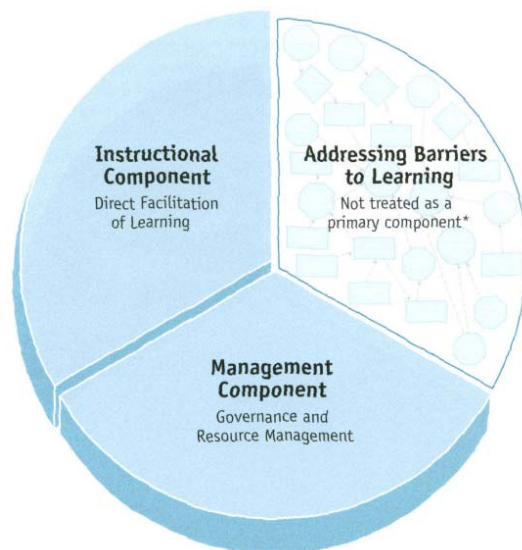 Instructional
Component
Direct Facilitation
of Learning
Addressing Barriers
to Learning
Not treated as a
primary component*
Management
Component
Governance and
Resource Management